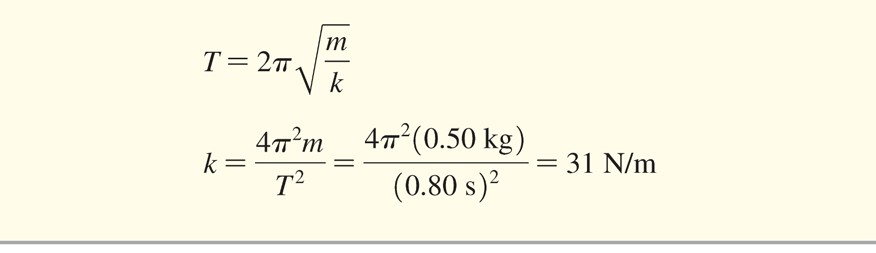 T = 2π√(m/k)
k = 4π²m/T² = 4π²(0.50 kg)/(0.80 s)² = 31 N/m